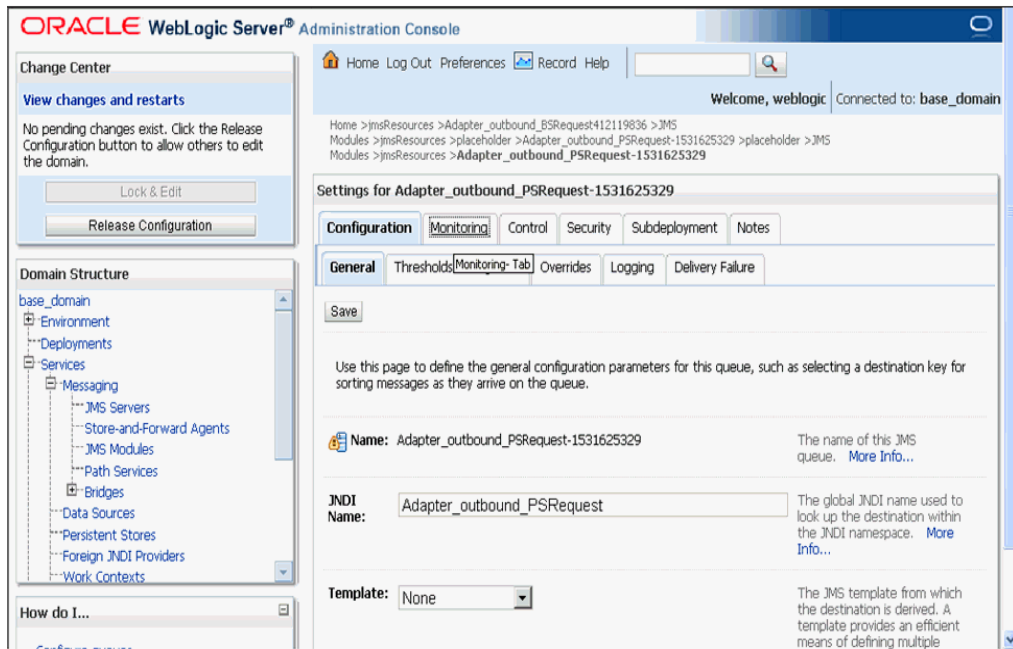 ORACLE WebLogic Server® Administration Console
Change Center
View changes and restarts
No pending changes exist. Click the Release
Configuration button to allow others to edit
the domain.
Lock & Edit
Release Configuration
Domain Structure
base_domain
Environment
Deployments
Services
Messaging
JMS Servers
Store-and-Forward Agents
JMS Modules
Path Services
Bridges
Data Sources
Persistent Stores
Foreign JNDI Providers
Work Contexts
How do I...
Configure queues
Home Log Out Preferences Record Help
Welcome, weblogic Connected to: base_domain
Home >jmsResources >Adapter_outbound_BSRequest412119836 >JMS
Modules >jmsResources >placeholder >Adapter_outbound_PSRequest-1531625329 >placeholder >JMS
Modules >jmsResources >Adapter_outbound_PSRequest-1531625329
Settings for Adapter_outbound_PSRequest-1531625329
Configuration Monitoring Control Security Subdeployment Notes
General Thresholds Monitoring- Tab Overrides Logging Delivery Failure
Save
Use this page to define the general configuration parameters for this queue, such as selecting a destination key for
sorting messages as they arrive on the queue.
Name: Adapter_outbound_PSRequest-1531625329
The name of this JMS
queue. More Info...
JNDI
Name:
Adapter_outbound_PSRequest
The global JNDI name used to
look up the destination within
the JNDI namespace. More
Info...
Template: None
The JMS template from which
the destination is derived. A
template provides an efficient
means of defining multiple